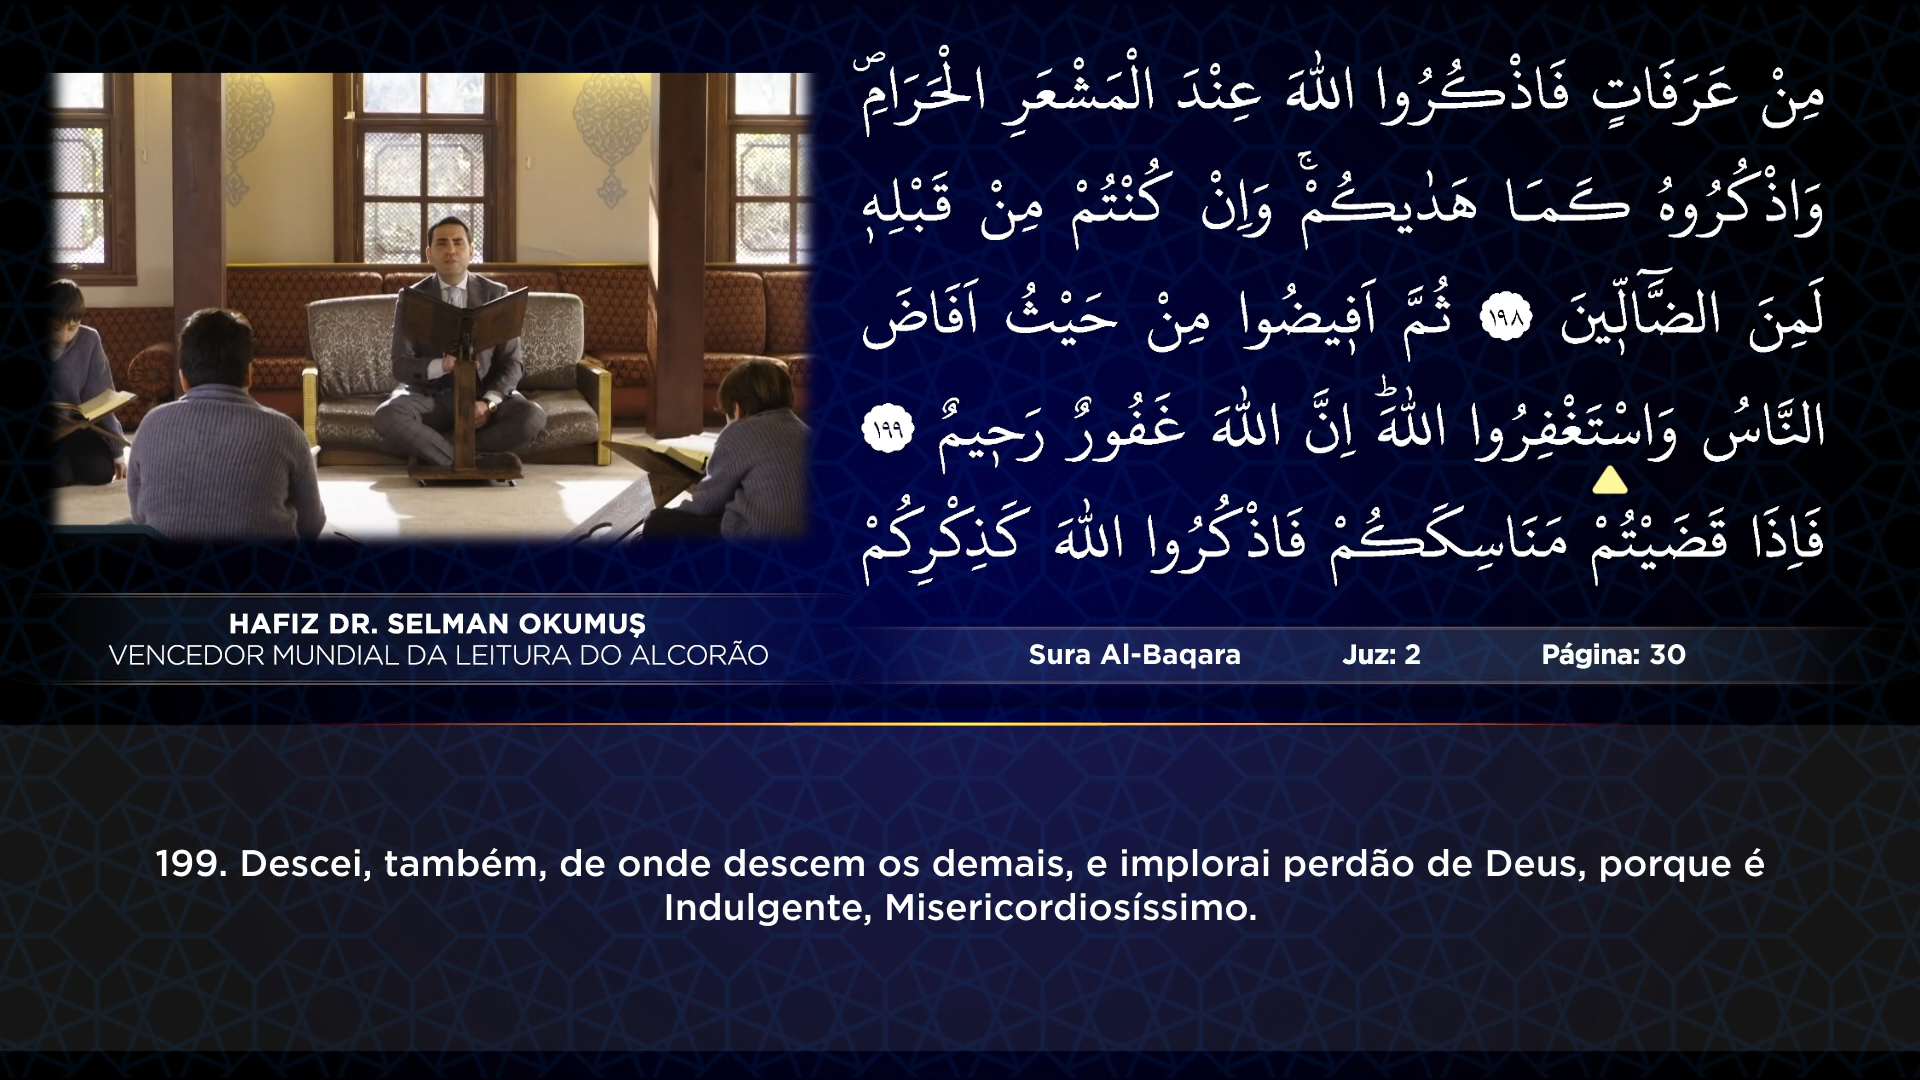 مِنْ عَرَفَاتٍ فَاذْكُرُوا اللّٰهَ عِنْدَ الْمَشْعَرِ الْحَرَامِۖ
وَاذْكُرُوهُ كَمَا هَدٰيكُمْۚ وَاِنْ كُنْتُمْ مِنْ قَبْلِه۪
لَمِنَ الضَّٓالّ۪ينَ ١٩٨ ثُمَّ اَف۪يضُوا مِنْ حَيْثُ اَفَاضَ
النَّاسُ وَاسْتَغْفِرُوا اللّٰهَۜ اِنَّ اللّٰهَ غَفُورٌ رَح۪يمٌ ١٩٩
فَاِذَا قَضَيْتُمْ مَنَاسِكَكُمْ فَاذْكُرُوا اللّٰهَ كَذِكْرِكُمْ
HAFIZ DR. SELMAN OKUMUŞ
VENCEDOR MUNDIAL DA LEITURA DO ALCORÃO
Sura Al-Baqara Juz: 2 Página: 30
199. Descei, também, de onde descem os demais, e implorai perdão de Deus, porque é
Indulgente, Misericordiosíssimo.